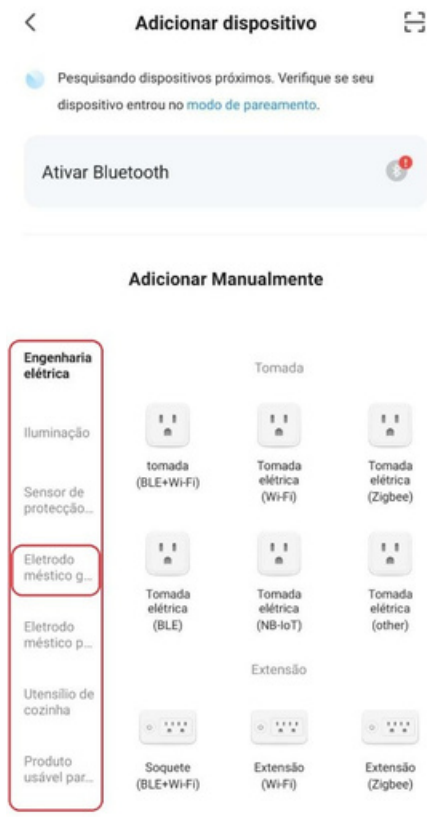 Adicionar dispositivo
Pesquisando dispositivos próximos. Verifique se seu
dispositivo entrou no modo de pareamento.
Ativar Bluetooth
Adicionar Manualmente
Engenharia
elétrica
Iluminação
Sensor de
protecção...
Eletrodo
méstico g...
Eletrodo
méstico p...
Utensílio de
cozinha
Produto
usável par...
Tomada
tomada
(BLE+Wi-Fi)
Tomada
elétrica
(Wi-Fi)
Tomada
elétrica
(Zigbee)
Tomada
elétrica
(BLE)
Tomada
elétrica
(NB-IoT)
Tomada
elétrica
(other)
Extensão
Soquete
(BLE+Wi-Fi)
Extensão
(Wi-Fi)
Extensão
(Zigbee)